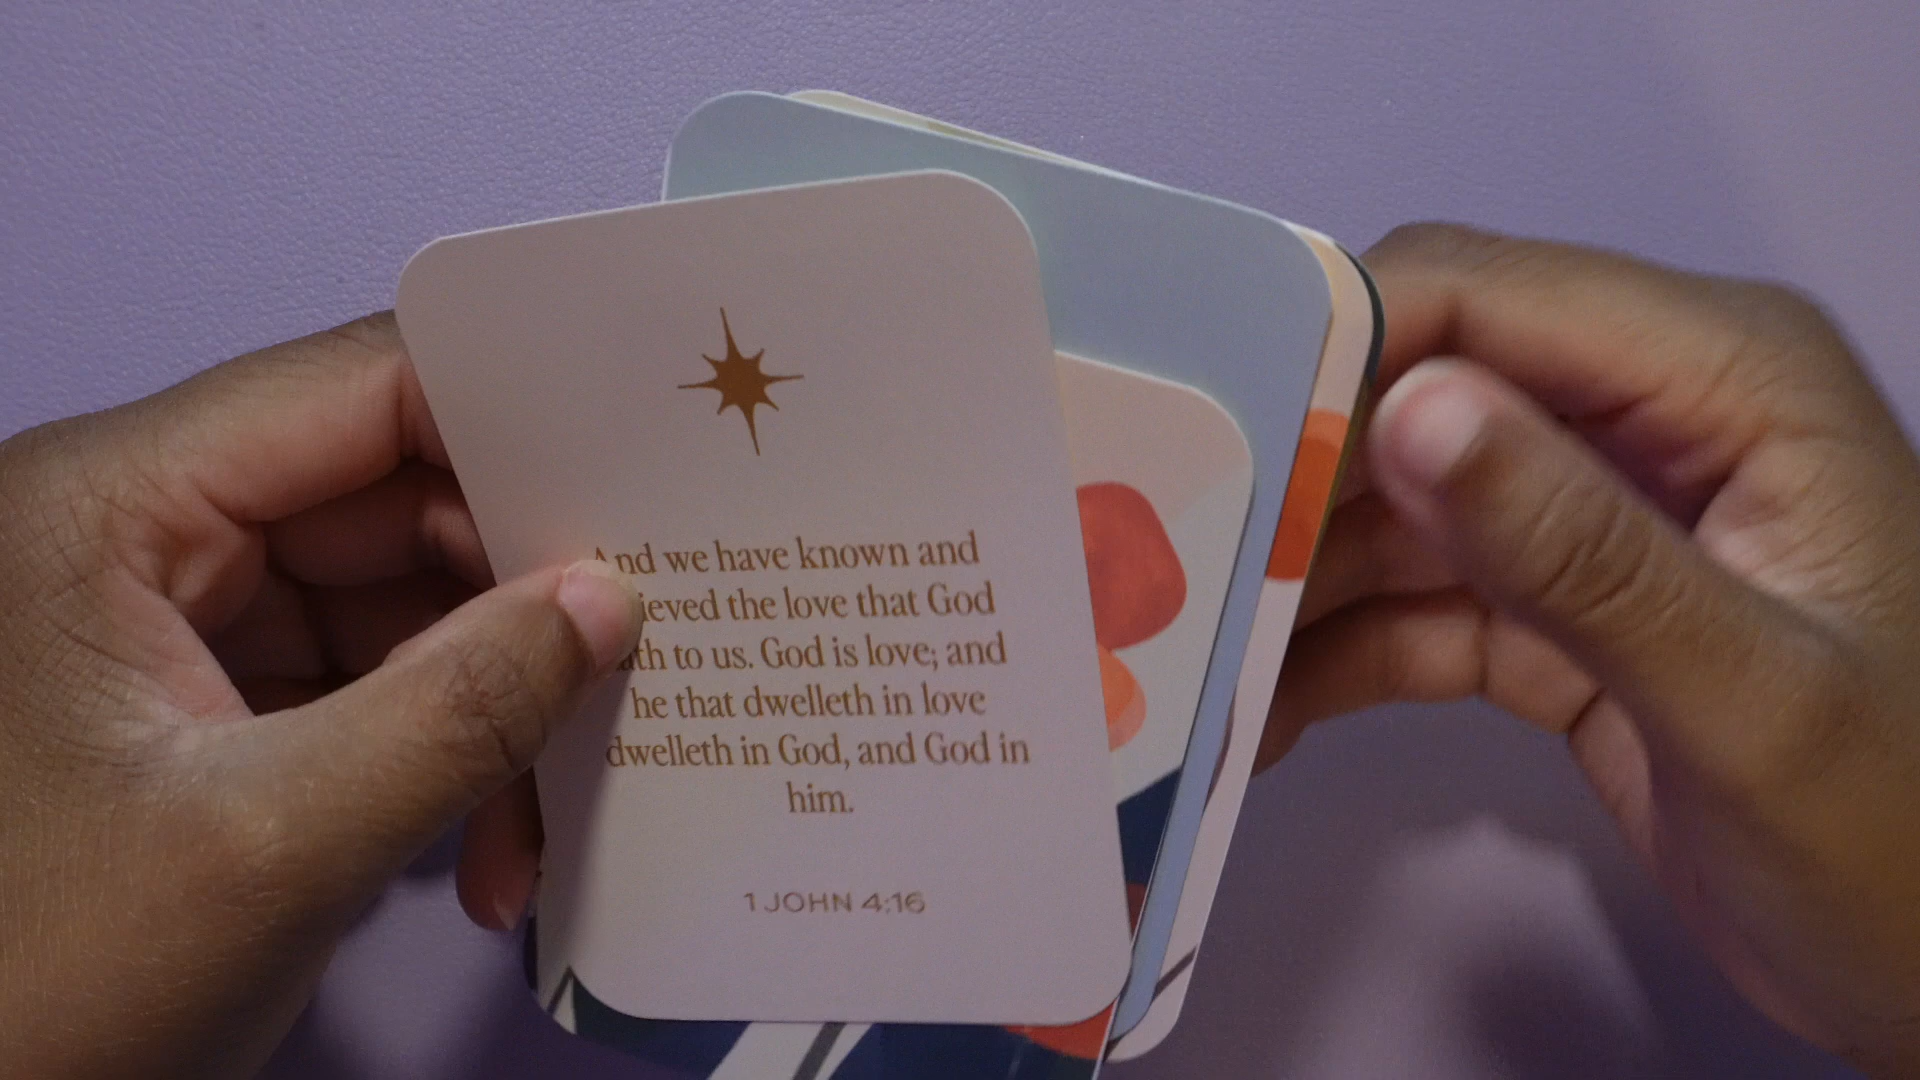 And we have known and
ieved the love that God
ath to us. God is love; and
he that dwelleth in love
dwelleth in God, and God in
him.
1 JOHN 4:16